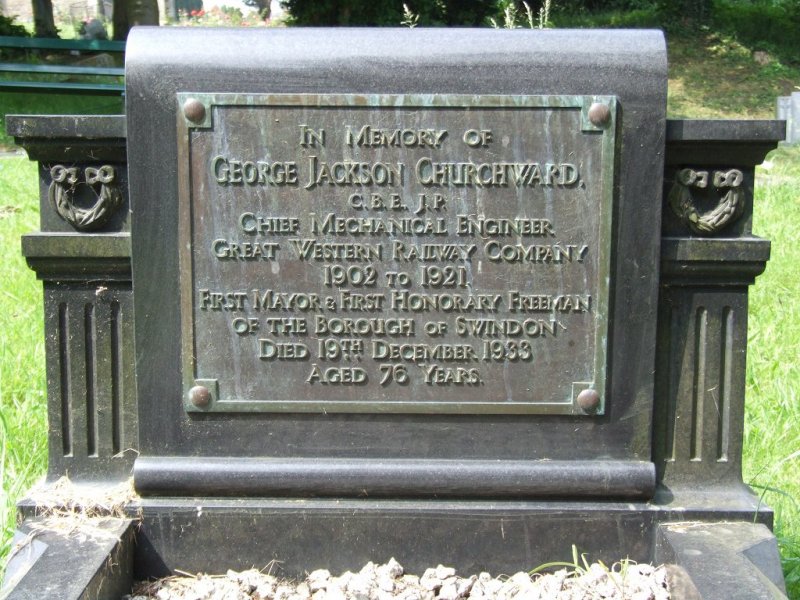 In Memory of
George Jackson Churchward,
C.B.E. J.P.
Chief Mechanical Engineer
Great Western Railway Company
1902 to 1921
First Mayor & First Honorary Freeman
of the Borough of Swindon
Died 19th December 1933
Aged 76 Years.